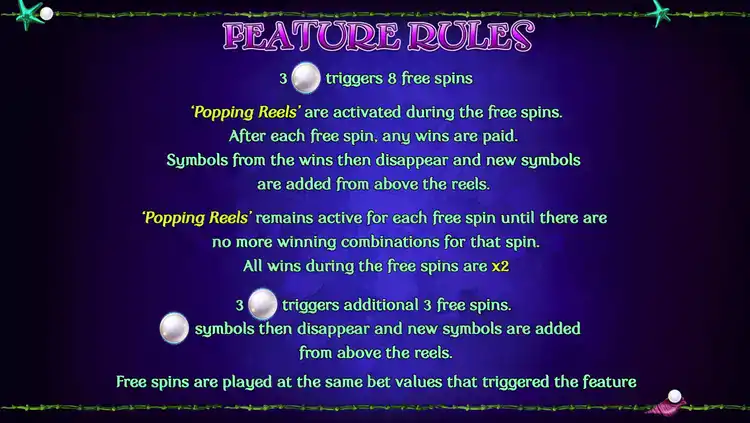 FEATURE RULES
3 triggers 8 free spins
'Popping Reels' are activated during the free spins.
After each free spin, any wins are paid.
Symbols from the wins then disappear and new symbols
are added from above the reels.
'Popping Reels' remains active for each free spin until there are
no more winning combinations for that spin.
All wins during the free spins are x2
3 triggers additional 3 free spins.
symbols then disappear and new symbols are added
from above the reels.
Free spins are played at the same bet values that triggered the feature